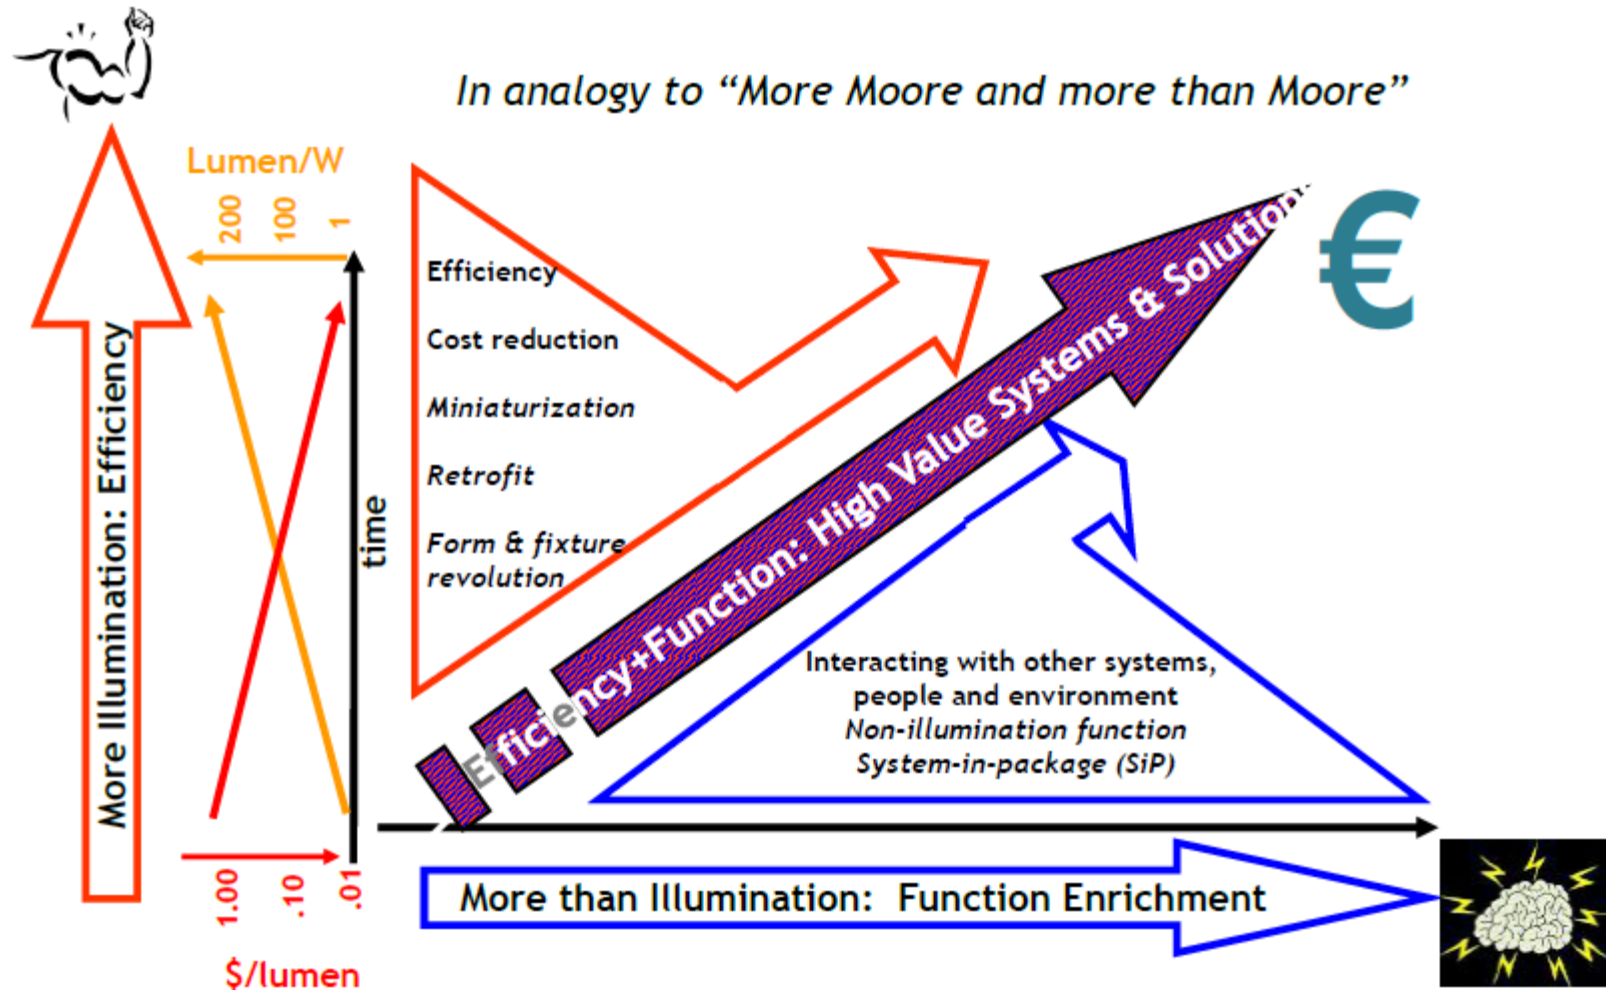 In analogy to “More Moore and more than Moore”
Lumen/W
200
100
1
More Illumination: Efficiency
time
1.00
.10
.01
$/lumen
Efficiency
Cost reduction
Miniaturization
Retrofit
Form & fixture
revolution
Efficiency+Function: High Value Systems & Solution
€
Interacting with other systems,
people and environment
Non-illumination function
System-in-package (SiP)
More than Illumination: Function Enrichment